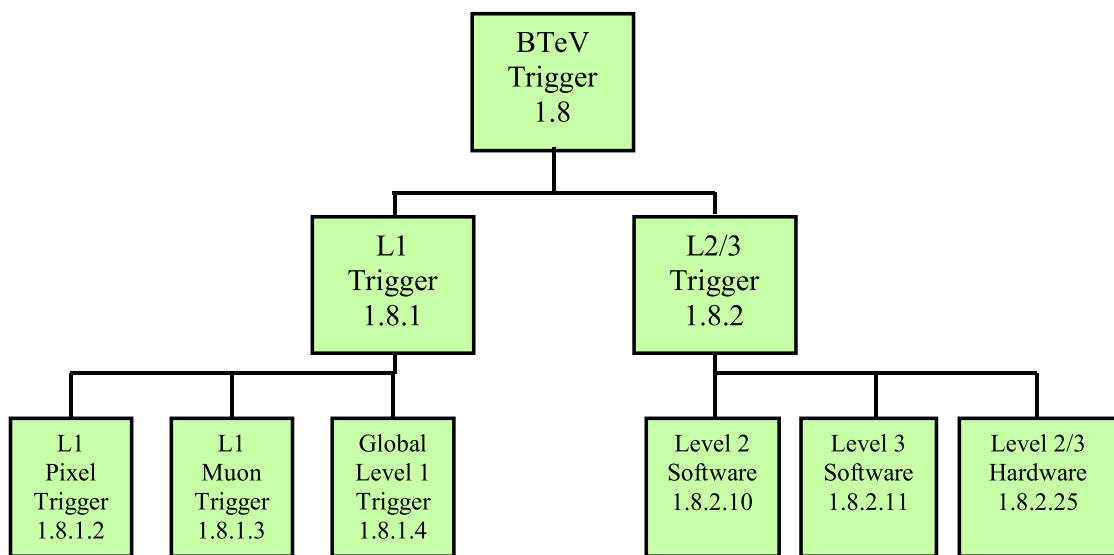 BTeV
Trigger
1.8
L1
Trigger
1.8.1
L2/3
Trigger
1.8.2
L1
Pixel
Trigger
1.8.1.2
L1
Muon
Trigger
1.8.1.3
Global
Level 1
Trigger
1.8.1.4
Level 2
Software
1.8.2.10
Level 3
Software
1.8.2.11
Level 2/3
Hardware
1.8.2.25